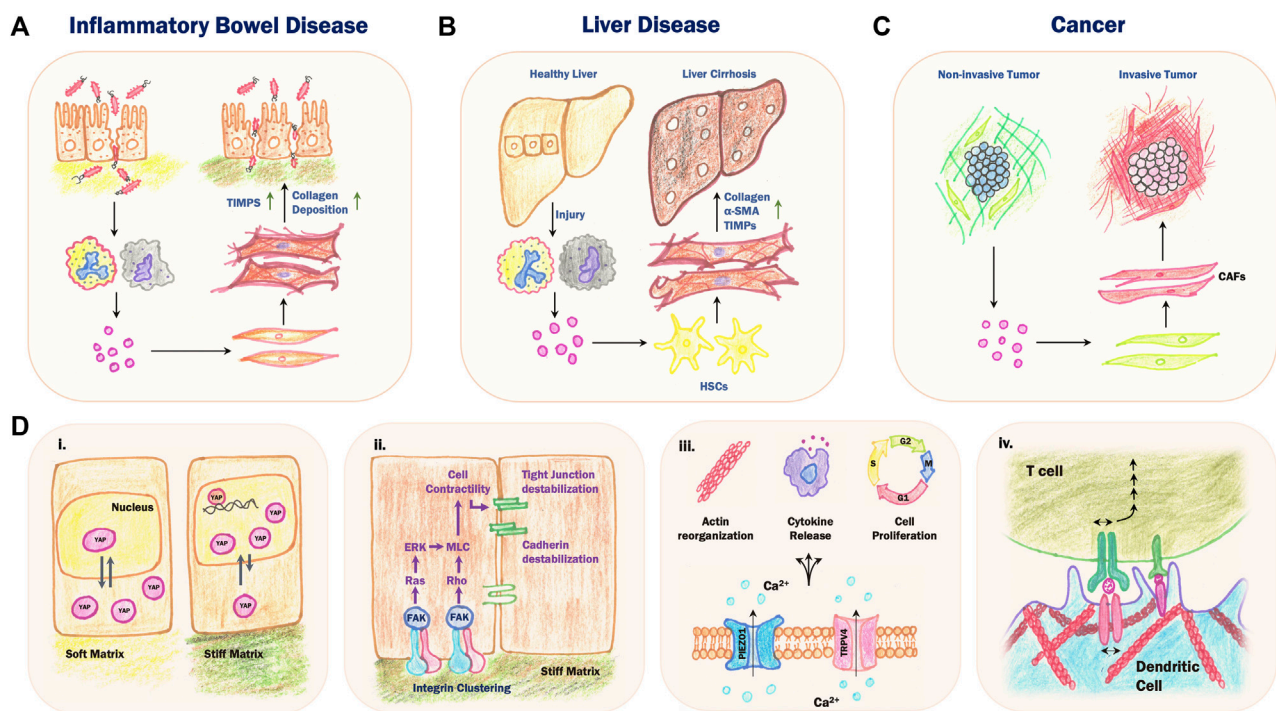 A
Inflammatory Bowel Disease
TIMPS
Collagen
Deposition
B
Liver Disease
Healthy Liver
Liver Cirrhosis
Injury
Collagen
α-SMA
TIMPs
HSCs
C
Cancer
Non-invasive Tumor
Invasive Tumor
CAFs
D
i.
Nucleus
YAP
YAP
YAP
YAP
Soft Matrix
YAP
YAP
YAP
YAP
YAP
Stiff Matrix
ii.
Cell
Contractility
Tight Junction
destabilization
ERK
MLC
Cadherin
destabilization
Ras
Rho
FAK
FAK
Integrin Clustering
Stiff Matrix
iii.
G2
S
M
G1
Actin
reorganization
Cytokine
Release
Cell
Proliferation
Ca2+
PIEZO1
TRPV4
Ca2+
iv.
T cell
Dendritic
Cell